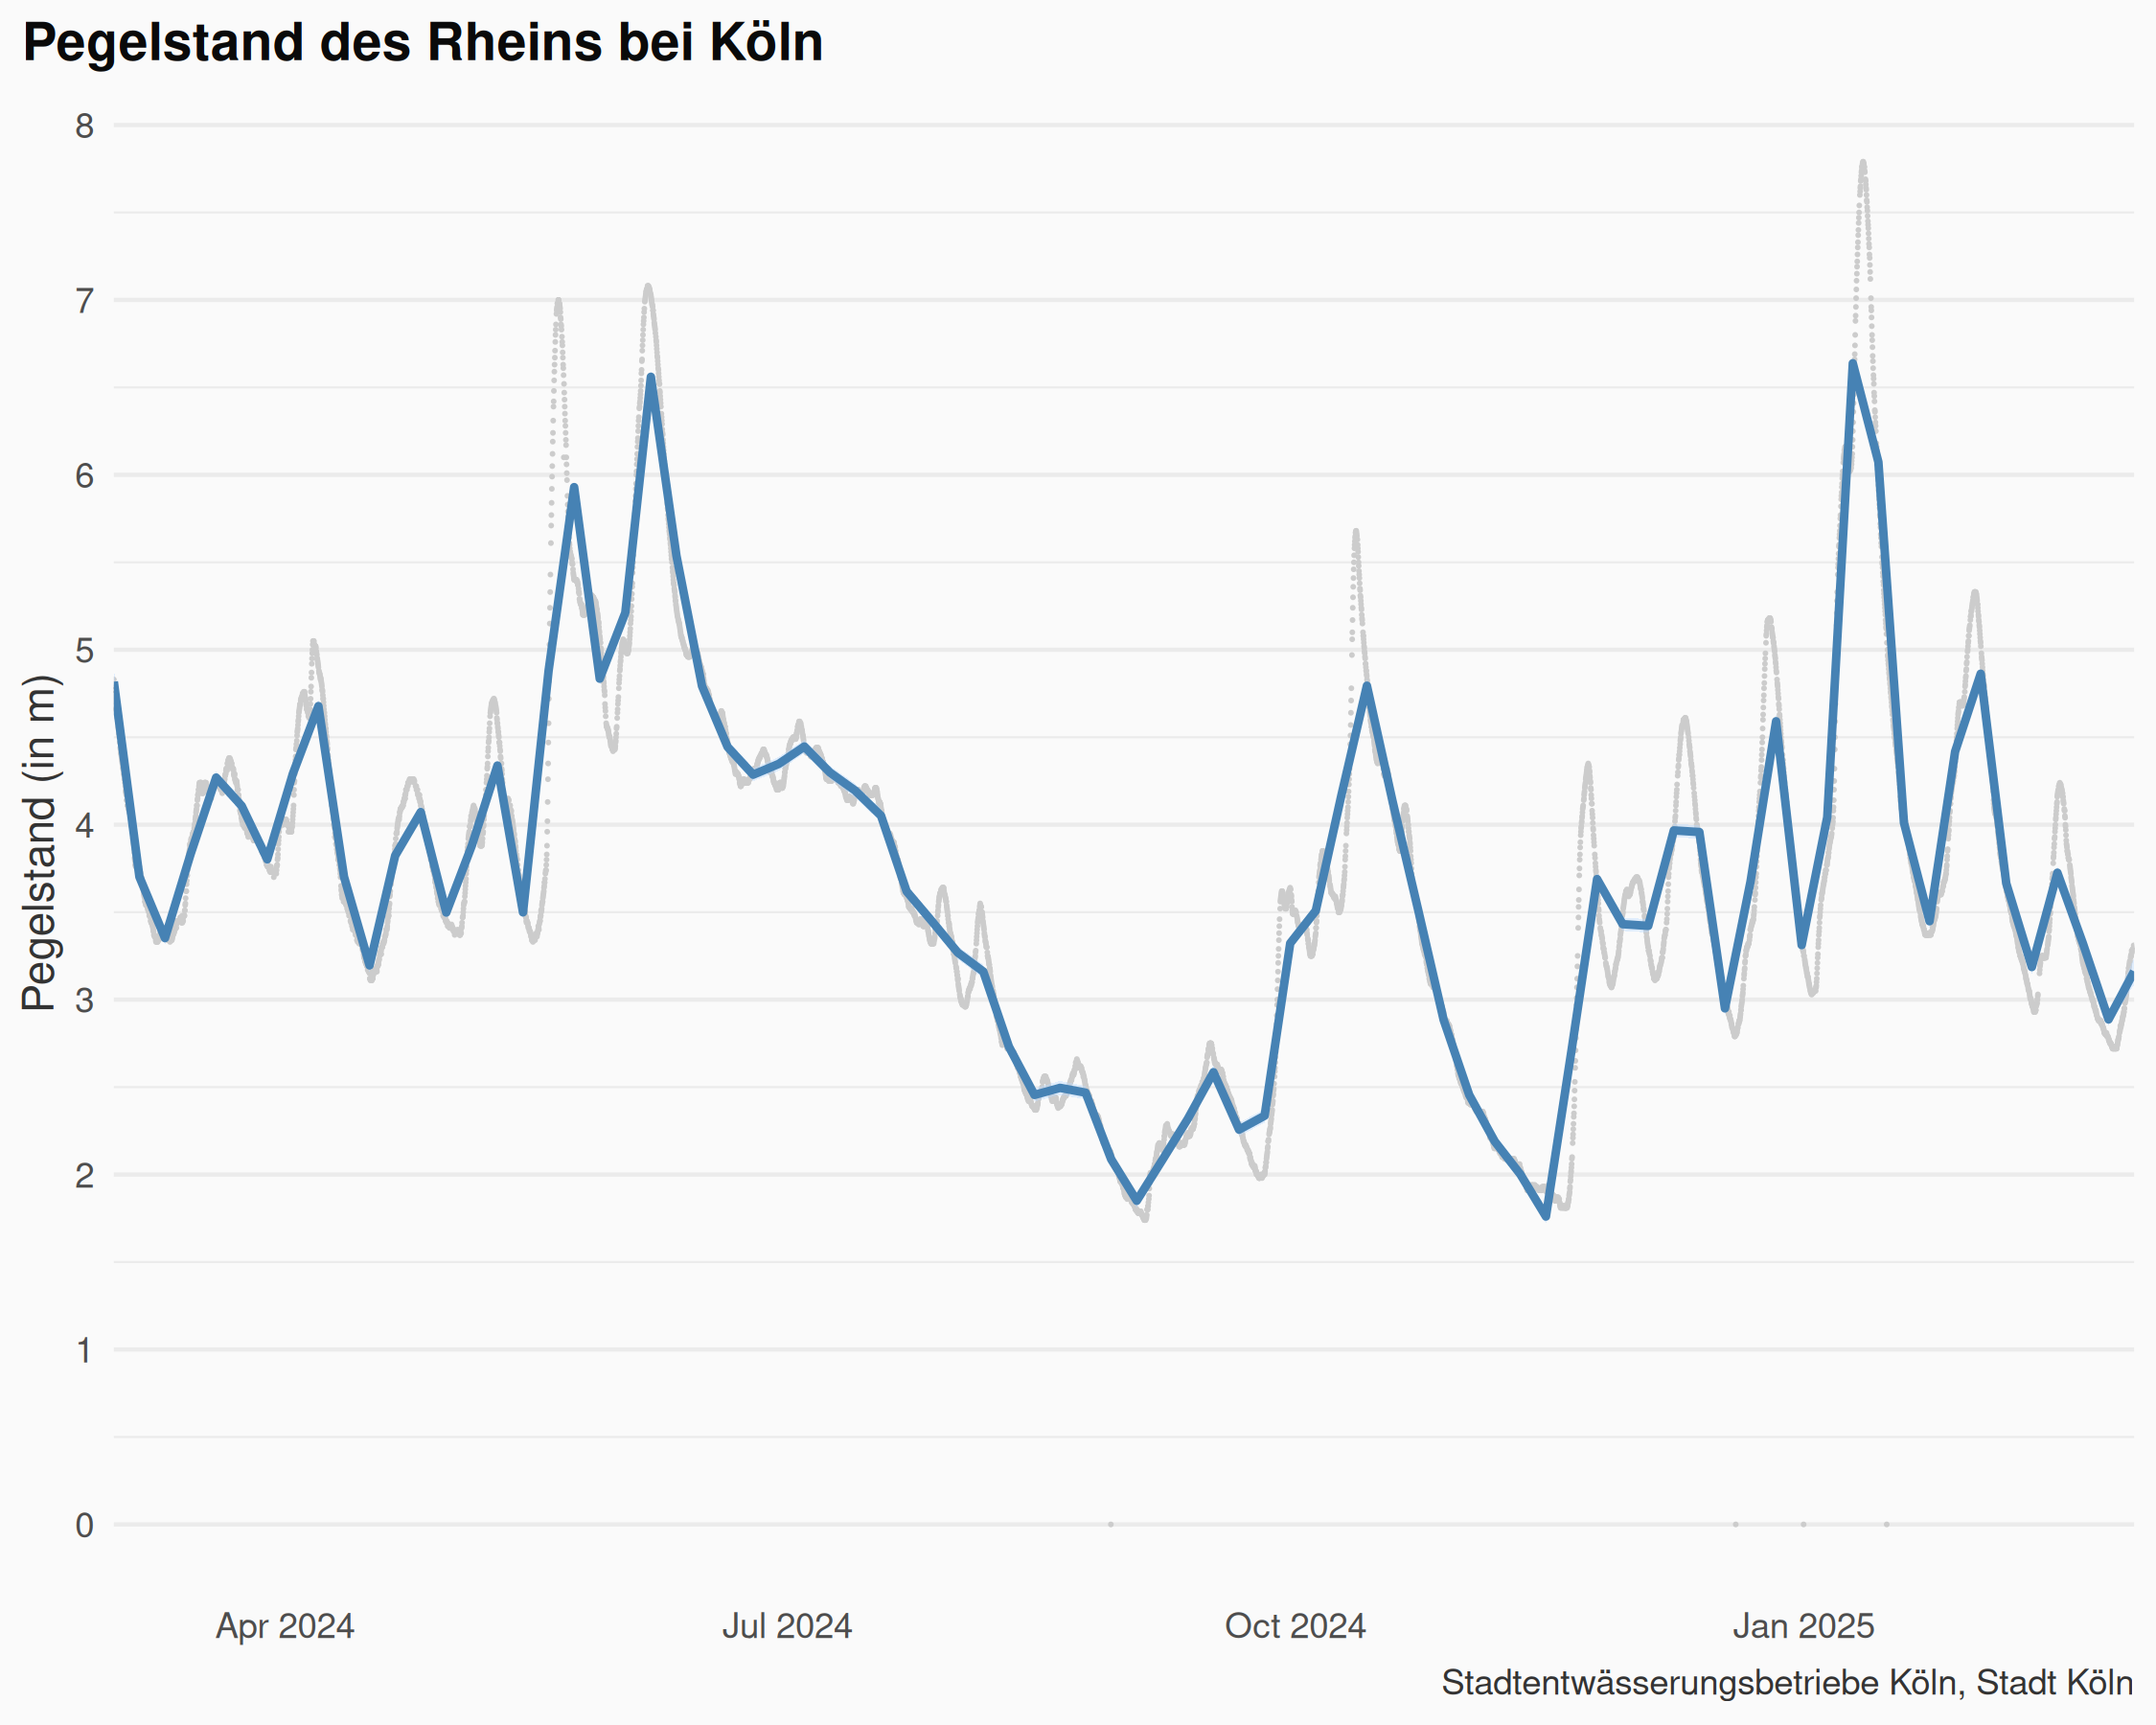 Pegelstand des Rheins bei Köln
Pegelstand (in m)
8
7
6
5
4
3
2
1
0
Apr 2024 Jul 2024 Oct 2024 Jan 2025
Stadtentwässerungsbetriebe Köln, Stadt Köln